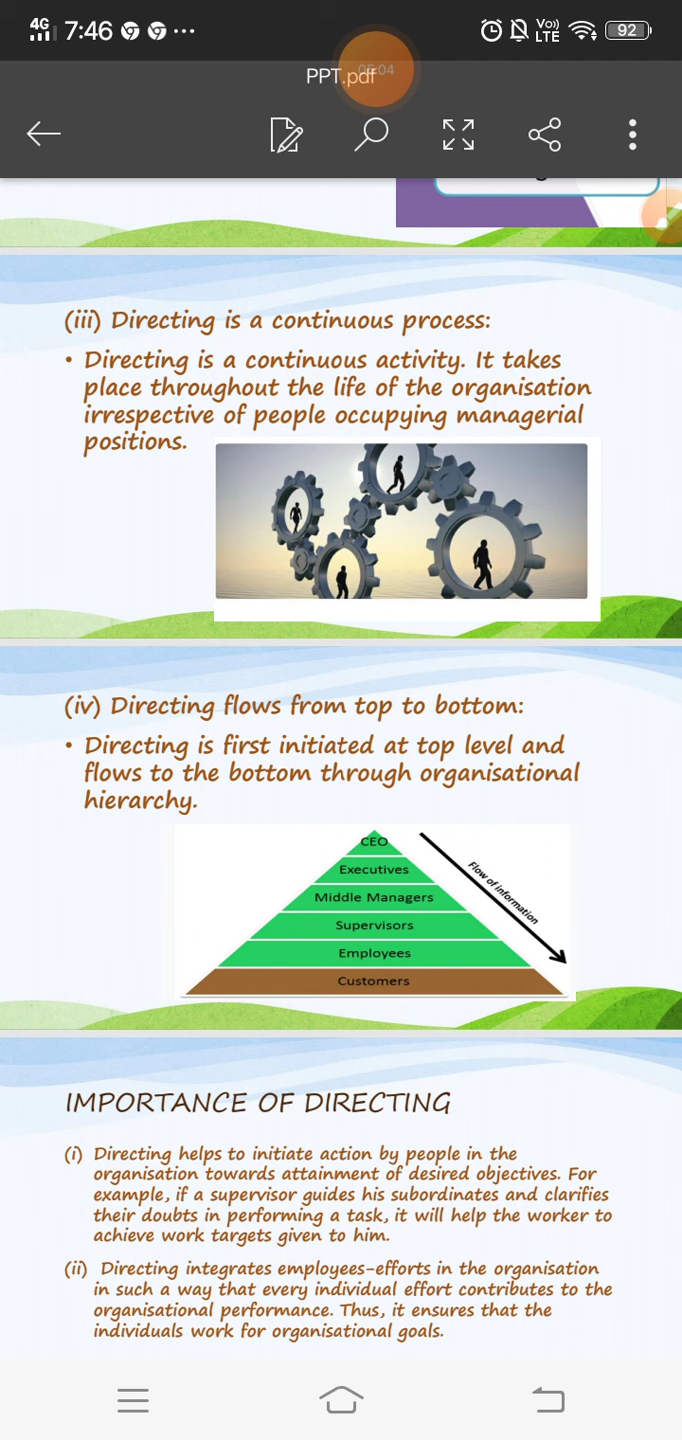 4G 7:46 ...
Vo)) LTE 92
05:04
PPT.pdf
(iii) Directing is a continuous process:
• Directing is a continuous activity. It takes
place throughout the life of the organisation
irrespective of people occupying managerial
positions.
(iv) Directing flows from top to bottom:
• Directing is first initiated at top level and
flows to the bottom through organisational
hierarchy.
CEO
Executives
Middle Managers
Supervisors
Employees
Customers
Flow of information
IMPORTANCE OF DIRECTING
(i) Directing helps to initiate action by people in the
organisation towards attainment of desired objectives. For
example, if a supervisor guides his subordinates and clarifies
their doubts in performing a task, it will help the worker to
achieve work targets given to him.
(ii) Directing integrates employees-efforts in the organisation
in such a way that every individual effort contributes to the
organisational performance. Thus, it ensures that the
individuals work for organisational goals.